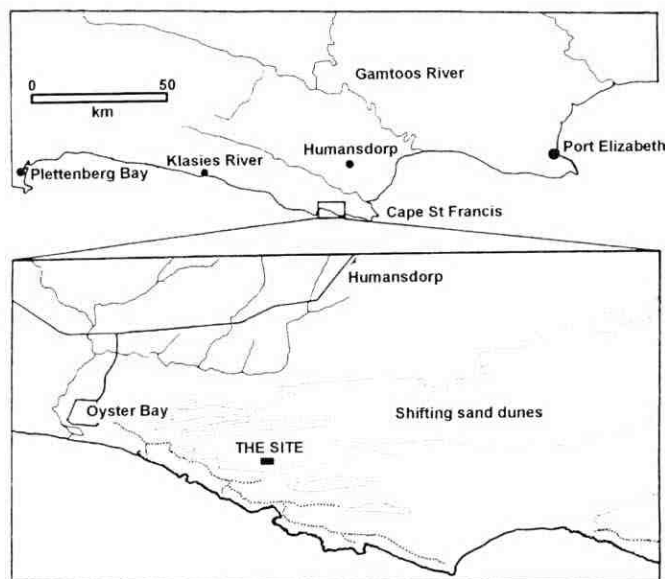 0 50
km
Gamtoos River
Plettenberg Bay
Klasies River
Humansdorp
Port Elizabeth
Cape St Francis
Humansdorp
Oyster Bay
Shifting sand dunes
THE SITE